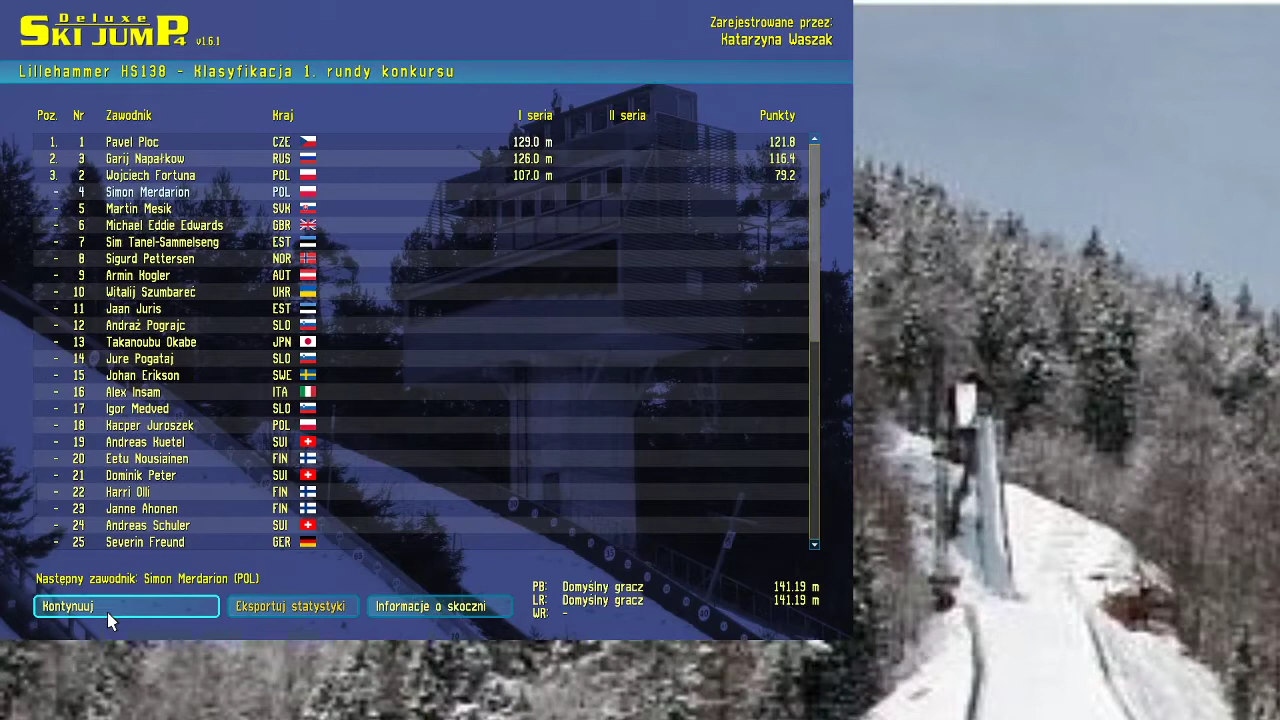 Deluxe
SKI JUMP 4 v1.6.1
Zarejestrowane przez:
Katarzyna Waszak
Lillehammer HS138 - Klasyfikacja 1. rundy konkursu
Poz. Nr Zawodnik Kraj I seria II seria Punkty
1. 1 Pavel Ploc CZE 129.0 m 121.8
2. 3 Garij Napałkow RUS 126.0 m 116.4
3. 2 Wojciech Fortuna POL 107.0 m 79.2
- 4 Simon Merdarion POL
- 5 Martin Mesik SVK
- 6 Michael Eddie Edwards GBR
- 7 Sim Tanel-Sammelseng EST
- 8 Sigurd Pettersen NOR
- 9 Armin Kogler AUT
- 10 Witalij Szumbareć UKR
- 11 Jaan Juris EST
- 12 Andraż Pograjc SLO
- 13 Takanoubu Okabe JPN
- 14 Jure Pogataj SLO
- 15 Johan Erikson SWE
- 16 Alex Insam ITA
- 17 Igor Medved SLO
- 18 Kacper Juroszek POL
- 19 Andreas Kuetel SUI
- 20 Eetu Nousiainen FIN
- 21 Dominik Peter SUI
- 22 Harri Olli FIN
- 23 Janne Ahonen FIN
- 24 Andreas Schuler SUI
- 25 Severin Freund GER
Następny zawodnik: Simon Merdarion (POL)
Kontynuuj Eksportuj statystyki Informacje o skoczni
PB: Domyślny gracz 141.19 m
LR: Domyślny gracz 141.19 m
WR: -